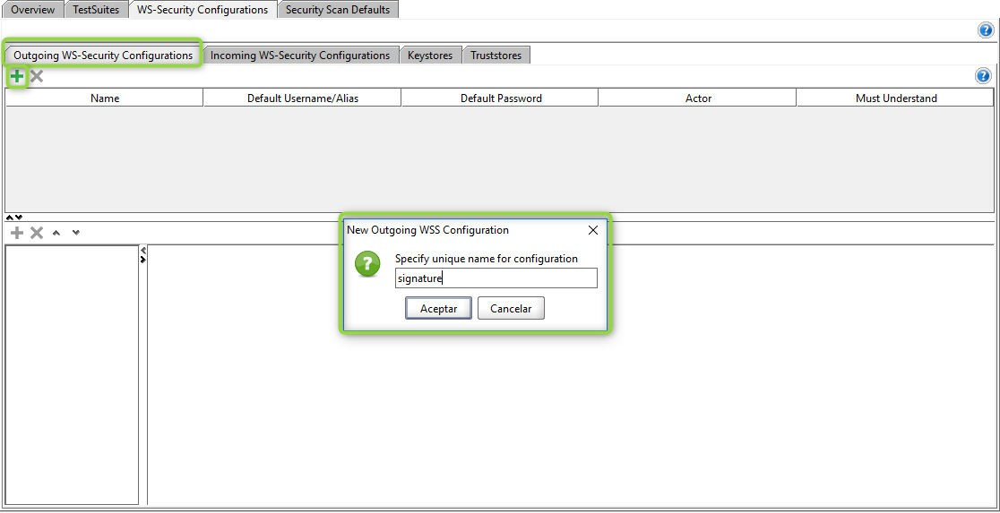 Overview TestSuites WS-Security Configurations Security Scan Defaults
Outgoing WS-Security Configurations Incoming WS-Security Configurations Keystores Truststores
Name Default Username/Alias Default Password Actor Must Understand
New Outgoing WSS Configuration
Specify unique name for configuration
signature
Aceptar Cancelar